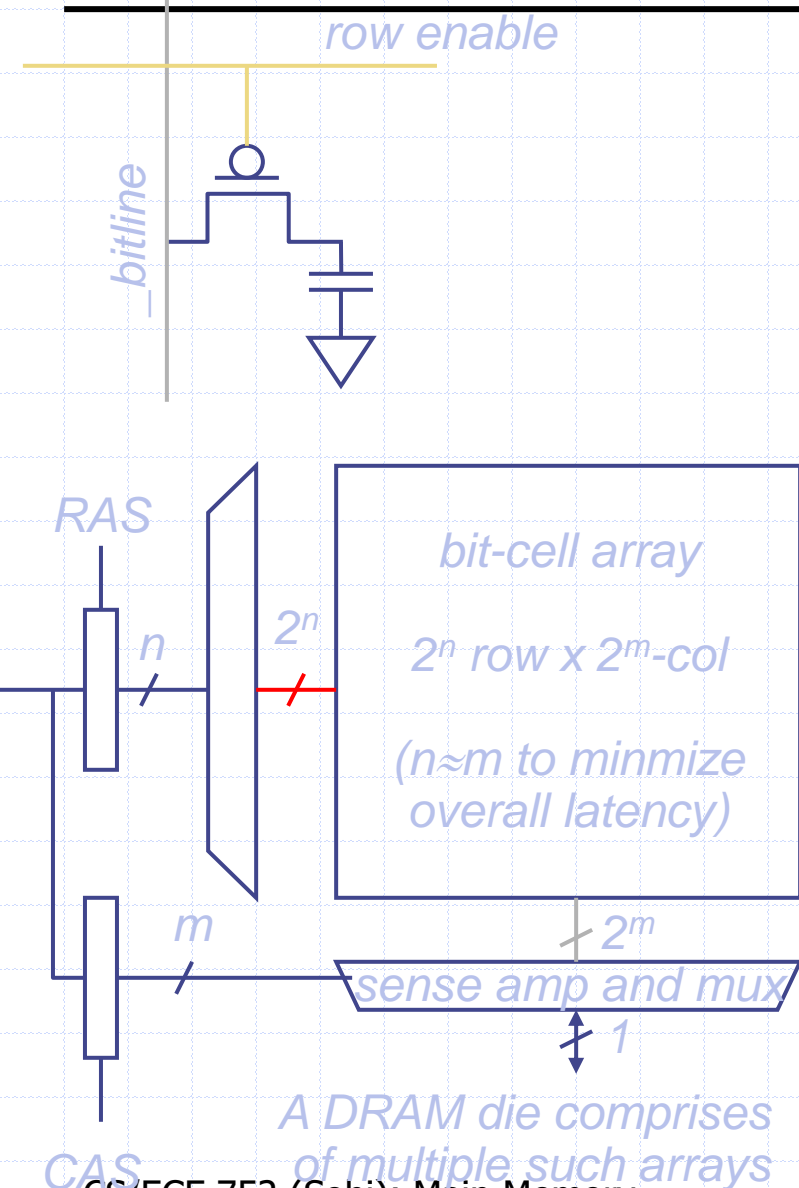 row enable
_bitline
RAS
bit-cell array
2ⁿ
n
2ⁿ row x 2ᵐ-col
(n≈m to minmize
overall latency)
m
2ᵐ
sense amp and mux
1
A DRAM die comprises
of multiple such arrays
CAS